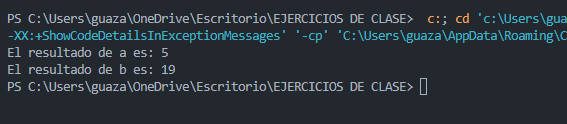 PS C:\Users\guaza\OneDrive\Escritorio\EJERCICIOS DE CLASE>  c:; cd 'c:\Users\gua
-XX:+ShowCodeDetailsInExceptionMessages' '-cp' 'C:\Users\guaza\AppData\Roaming\C
El resultado de a es: 5
El resultado de b es: 19
PS C:\Users\guaza\OneDrive\Escritorio\EJERCICIOS DE CLASE>